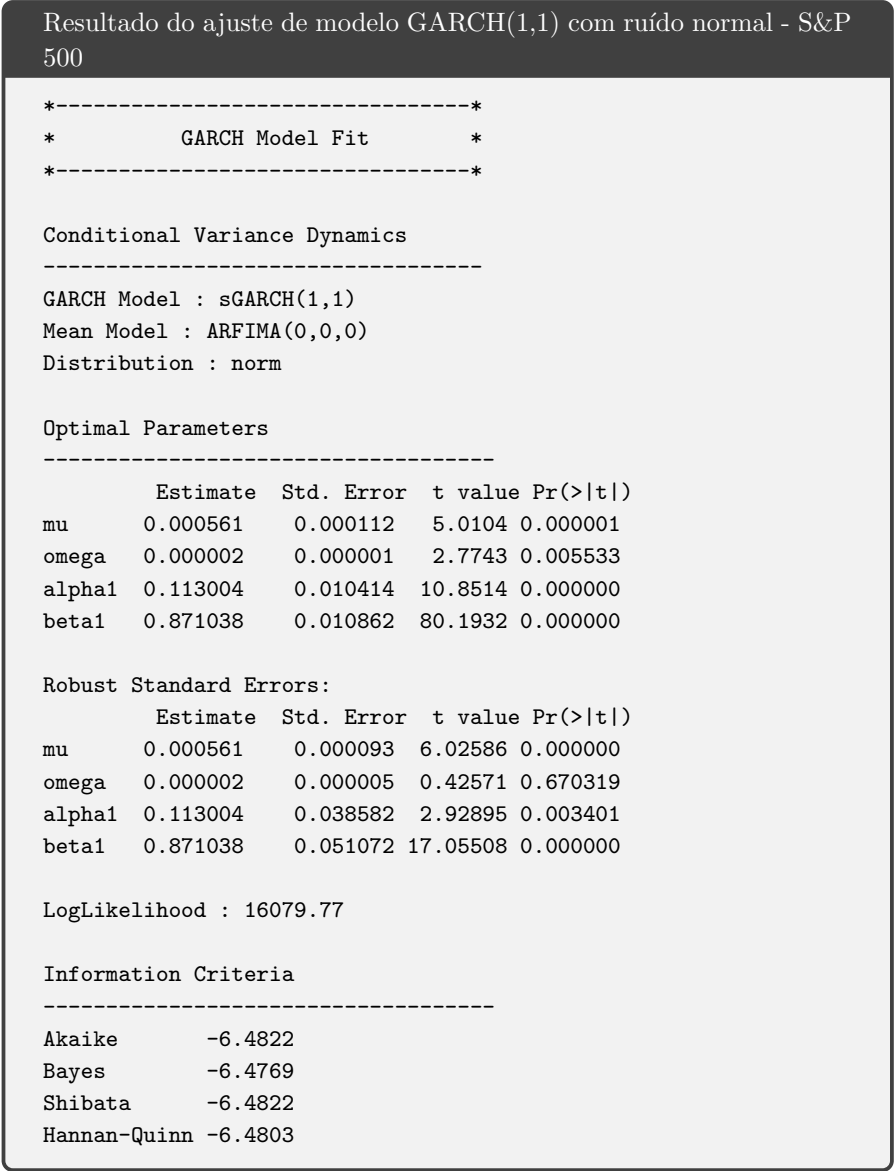 Resultado do ajuste de modelo GARCH(1,1) com ruído normal - S&P
500
*---------------------------------*
*          GARCH Model Fit        *
*---------------------------------*
Conditional Variance Dynamics
-----------------------------------
GARCH Model : sGARCH(1,1)
Mean Model : ARFIMA(0,0,0)
Distribution : norm
Optimal Parameters
------------------------------------
         Estimate  Std. Error  t value Pr(>|t|)
mu      0.000561    0.000112   5.0104 0.000001
omega   0.000002    0.000001   2.7743 0.005533
alpha1  0.113004    0.010414  10.8514 0.000000
beta1   0.871038    0.010862  80.1932 0.000000
Robust Standard Errors:
         Estimate  Std. Error  t value Pr(>|t|)
mu      0.000561    0.000093  6.02586 0.000000
omega   0.000002    0.000005  0.42571 0.670319
alpha1  0.113004    0.038582  2.92895 0.003401
beta1   0.871038    0.051072 17.05508 0.000000
LogLikelihood : 16079.77
Information Criteria
------------------------------------
Akaike       -6.4822
Bayes        -6.4769
Shibata      -6.4822
Hannan-Quinn -6.4803